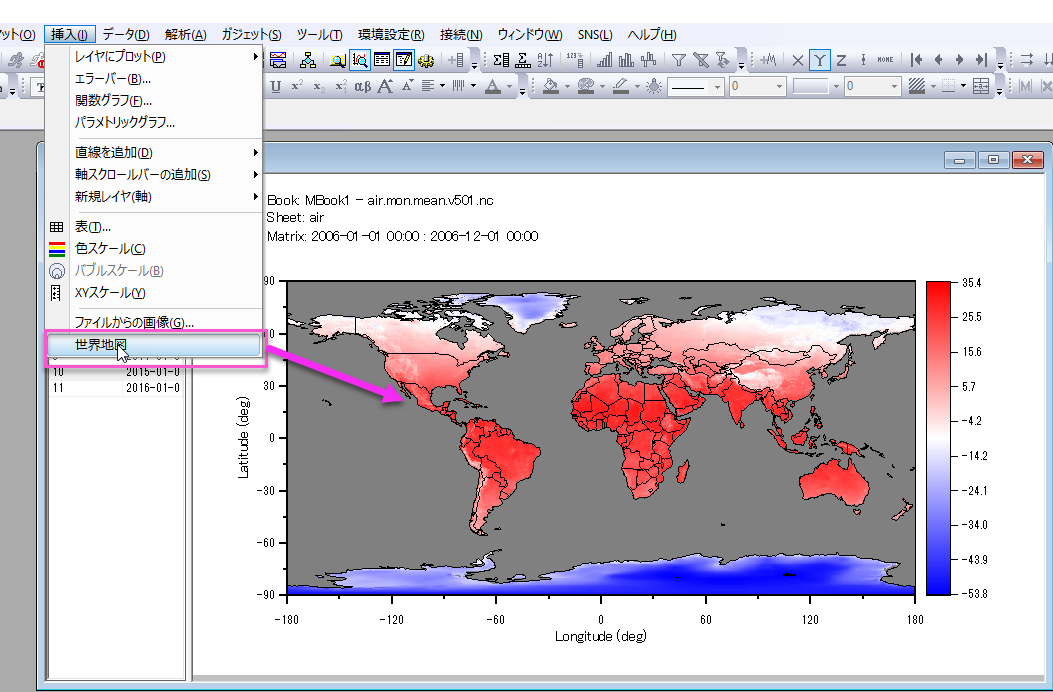 ット(O) 挿入(I) データ(D) 解析(A) ガジェット(S) ツール(T) 環境設定(R) 接続(N) ウィンドウ(W) SNS(L) ヘルプ(H)
レイヤにプロット(P)
エラーバー(B)...
関数グラフ(F)...
パラメトリックグラフ...
直線を追加(D)
軸スクロールバーの追加(S)
新規レイヤ(軸)
表(T)...
色スケール(C)
バブルスケール(B)
XYスケール(Y)
ファイルからの画像(G)...
世界地図
Y Z NONE
U x² x₂ αβ A A A 0 0 M
10 2015-01-0
11 2016-01-0
Book: MBook1 - air.mon.mean.v501.nc
Sheet: air
Matrix: 2006-01-01 00:00 : 2006-12-01 00:00
90
30
0
-30
-60
-90
Latitude (deg)
-180 -120 -60 0 60 120 180
Longitude (deg)
35.4
25.5
15.6
5.7
-4.2
-14.2
-24.1
-34.0
-43.9
-53.8